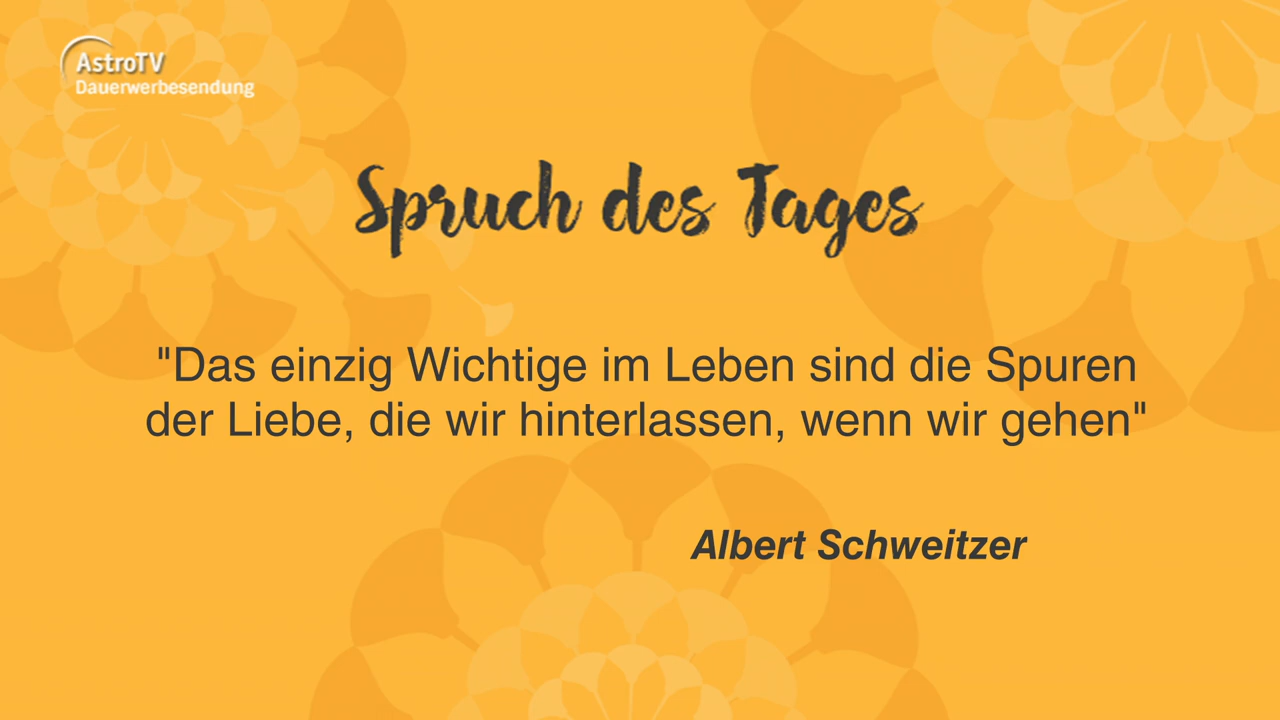 AstroTV
Dauerwerbesendung
Spruch des Tages
"Das einzig Wichtige im Leben sind die Spuren
der Liebe, die wir hinterlassen, wenn wir gehen"
Albert Schweitzer